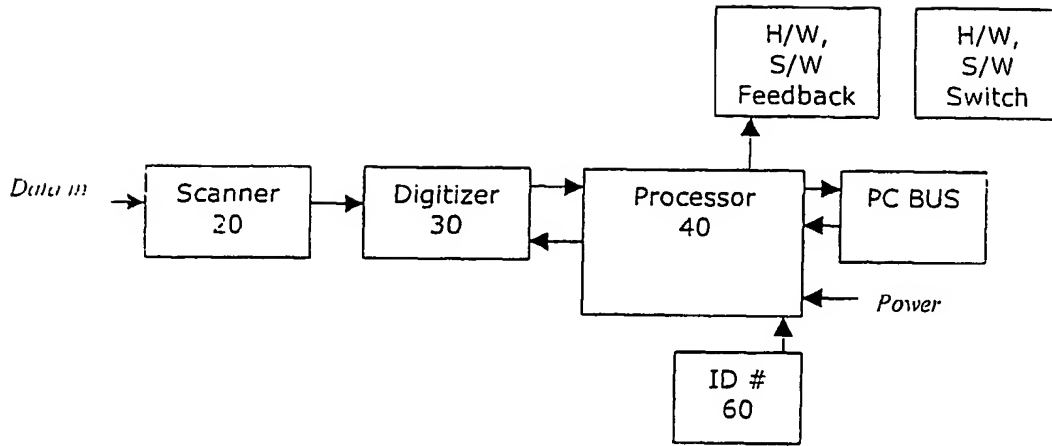 H/W,
S/W
Feedback
H/W,
S/W
Switch
Data in
Scanner
20
Digitizer
30
Processor
40
PC BUS
Power
ID #
60